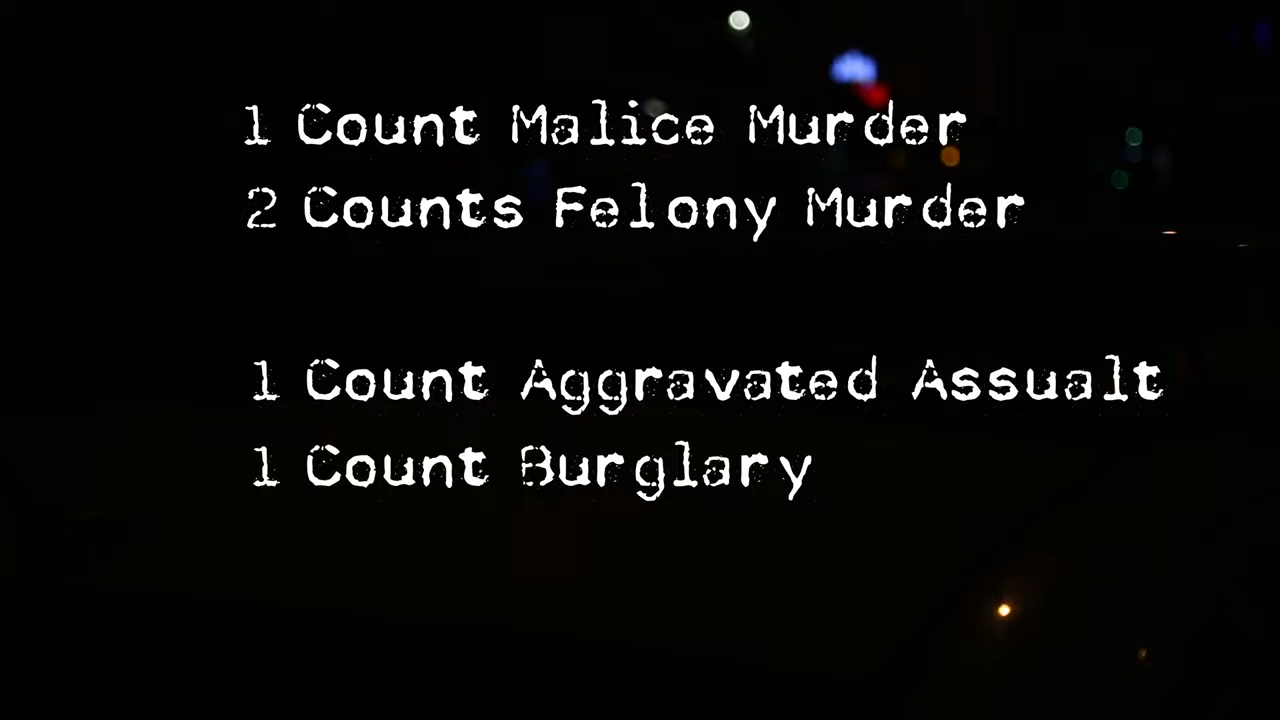 1 Count Malice Murder
2 Counts Felony Murder
1 Count Aggravated Assualt
1 Count Burglary